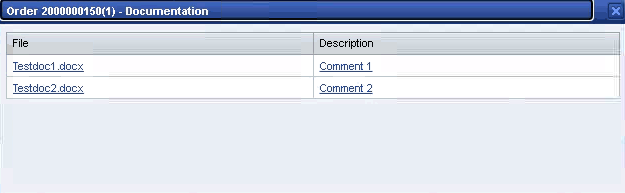 Order 2000000150(1) - Documentation
File Description
Testdoc1.docx Comment 1
Testdoc2.docx Comment 2